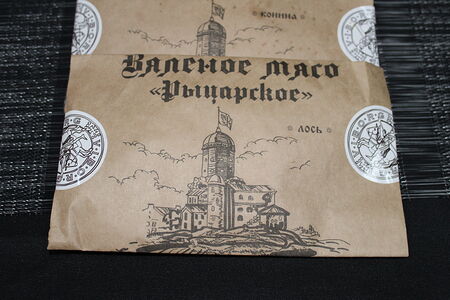 конина
Вяленое мясо
«Рыцарское»
лось